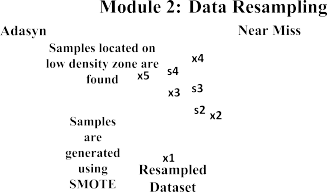 Module 2: Data Resampling
Adasyn
Near Miss
Samples located on
low density zone are
found
x5
s4
x4
x3
s3
s2
x2
Samples
are
generated
using
SMOTE
x1
Resampled
Dataset